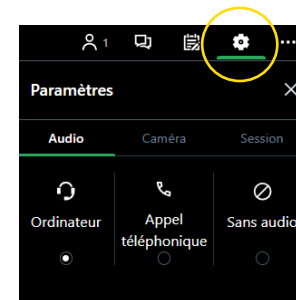 1
Paramètres
Audio Caméra Session
Ordinateur Appel téléphonique Sans audio